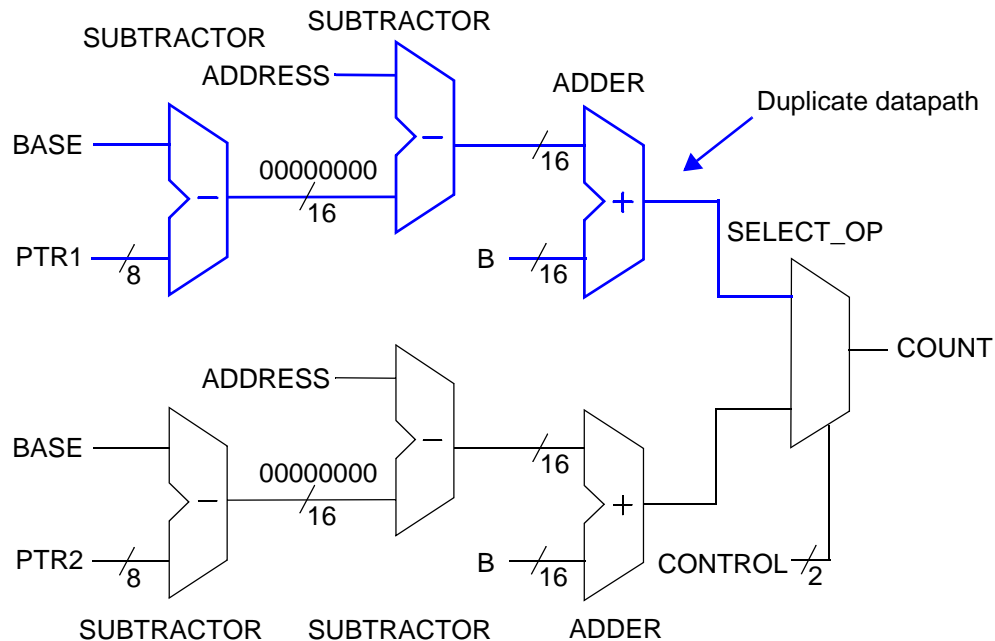 SUBTRACTOR
SUBTRACTOR
ADDRESS
ADDER
Duplicate datapath
BASE
-
-
00000000
16
16
+
PTR1
8
B
16
SELECT_OP
COUNT
ADDRESS
BASE
-
-
00000000
16
16
+
PTR2
8
B
16
CONTROL
2
SUBTRACTOR
SUBTRACTOR
ADDER